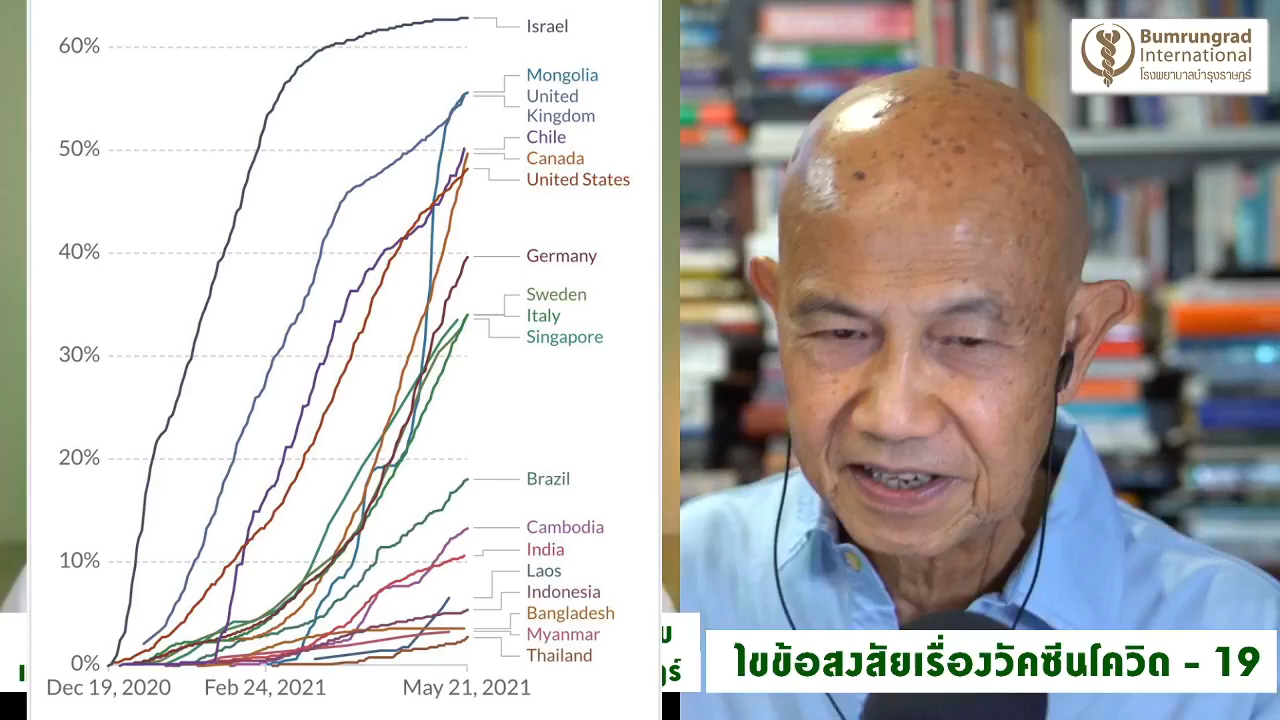 60%
50%
40%
30%
20%
10%
0%
Dec 19, 2020
Feb 24, 2021
May 21, 2021
Israel
Mongolia
United
Kingdom
Chile
Canada
United States
Germany
Sweden
Italy
Singapore
Brazil
Cambodia
India
Laos
Indonesia
Bangladesh
Myanmar
Thailand
Bumrungrad
International
โรงพยาบาลบำรุงราษฎร์
ไขข้อสงสัยเรื่องวัคซีนโควิด - 19